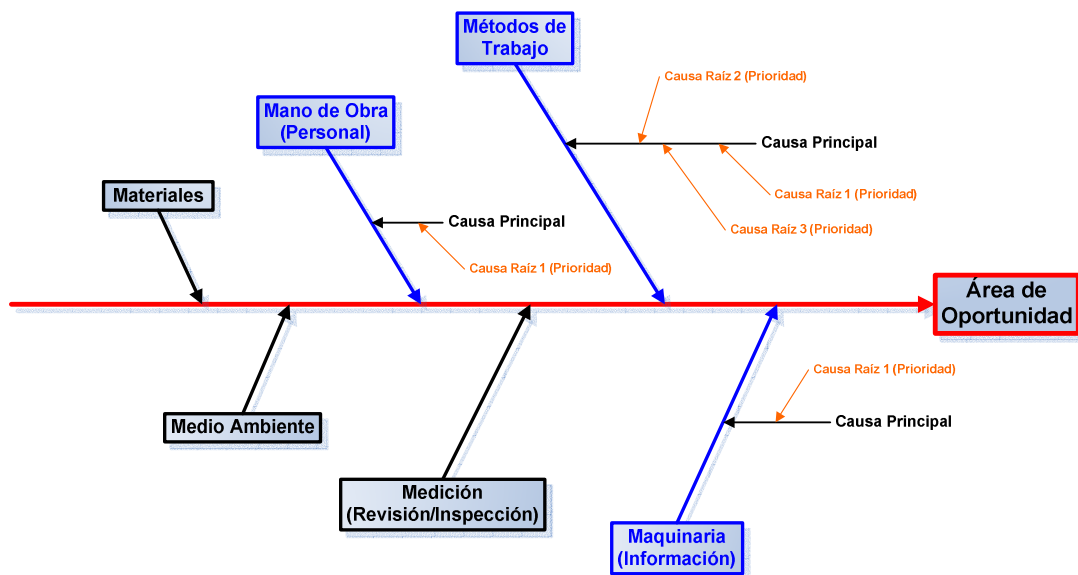 Métodos de
Trabajo
Causa Raíz 2 (Prioridad)
Mano de Obra
(Personal)
Causa Principal
Materiales
Causa Raíz 1 (Prioridad)
Causa Principal
Causa Raíz 3 (Prioridad)
Causa Raíz 1 (Prioridad)
Área de
Oportunidad
Causa Raíz 1 (Prioridad)
Medio Ambiente
Causa Principal
Medición
(Revisión/Inspección)
Maquinaria
(Información)